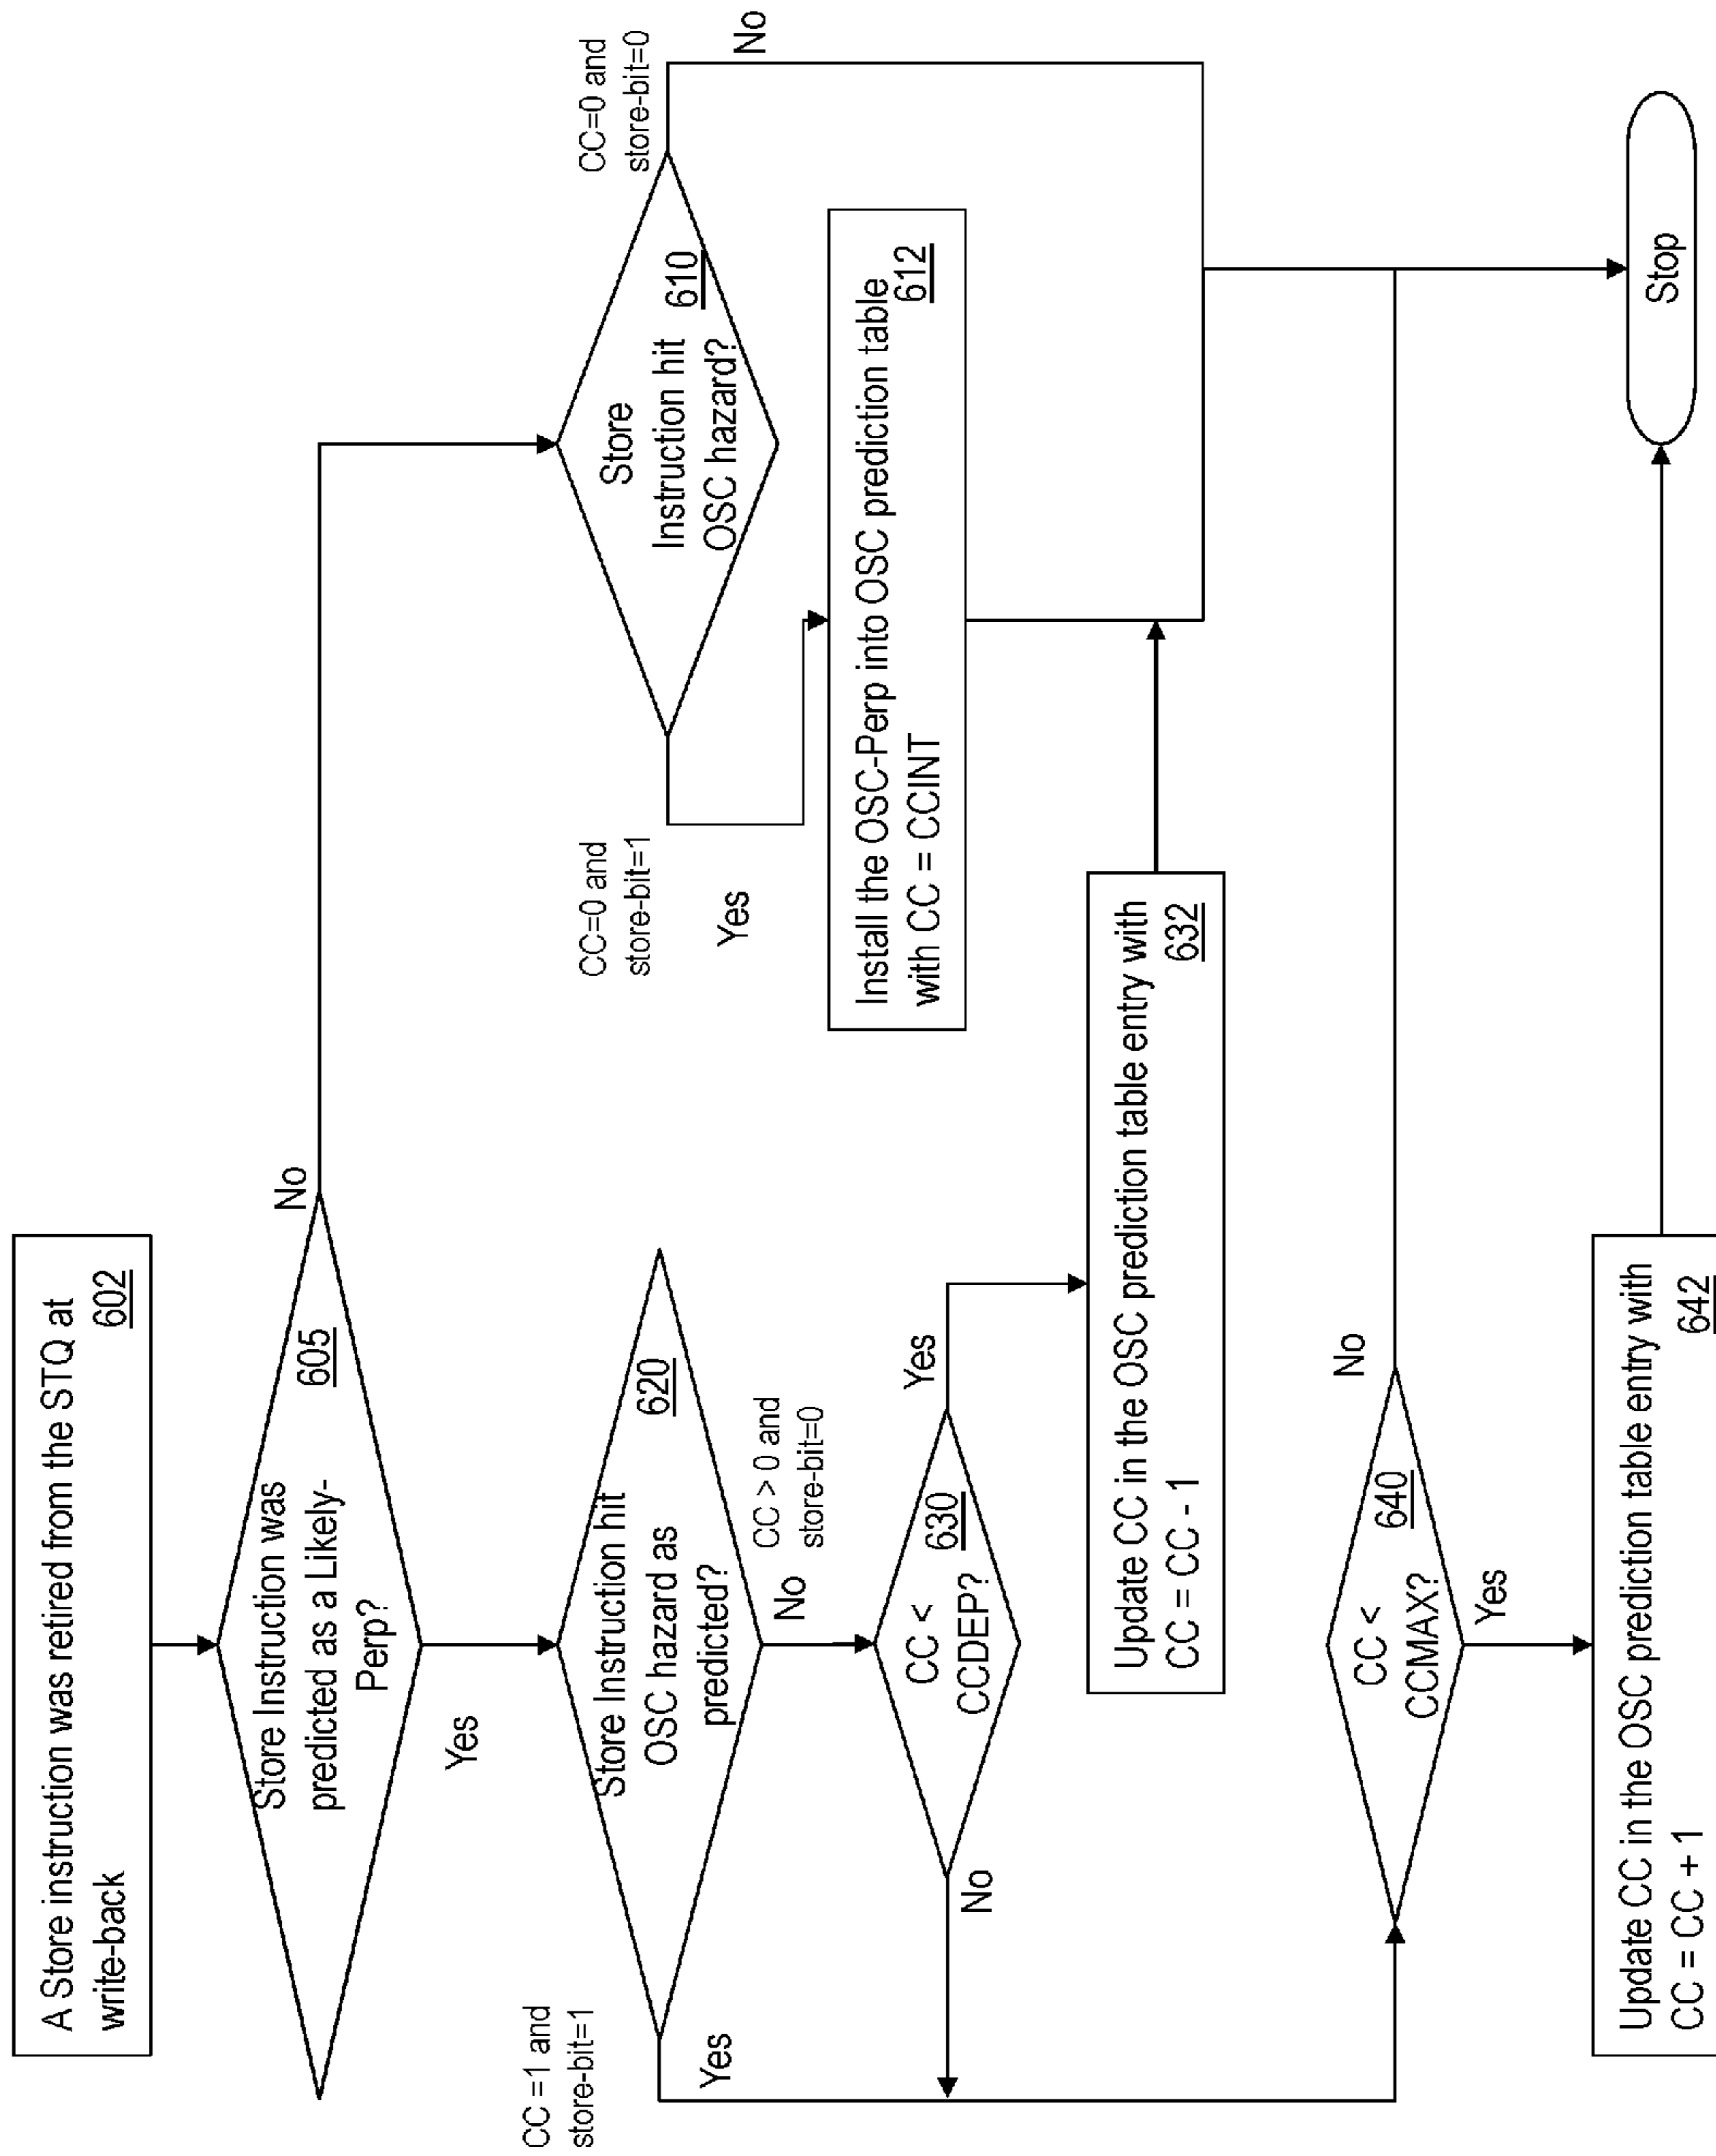 A Store instruction was retired from the STQ at
write-back
602
Store Instruction was
predicted as a Likely-
Perp?
605
No
Yes
CC =1 and
store-bit=1
Store Instruction hit
OSC hazard as
predicted?
620
Yes
No
CC > 0 and
store-bit=0
CC=0 and
store-bit=1
Yes
Store
Instruction hit
OSC hazard?
610
CC=0 and
store-bit=0
No
Install the OSC-Perp into OSC prediction table
with CC = CCINT
612
CC <
CCDEP?
630
No
Yes
Update CC in the OSC prediction table entry with
CC = CC - 1
632
CC <
CCMAX?
640
No
Yes
Update CC in the OSC prediction table entry with
CC = CC + 1
642
Stop